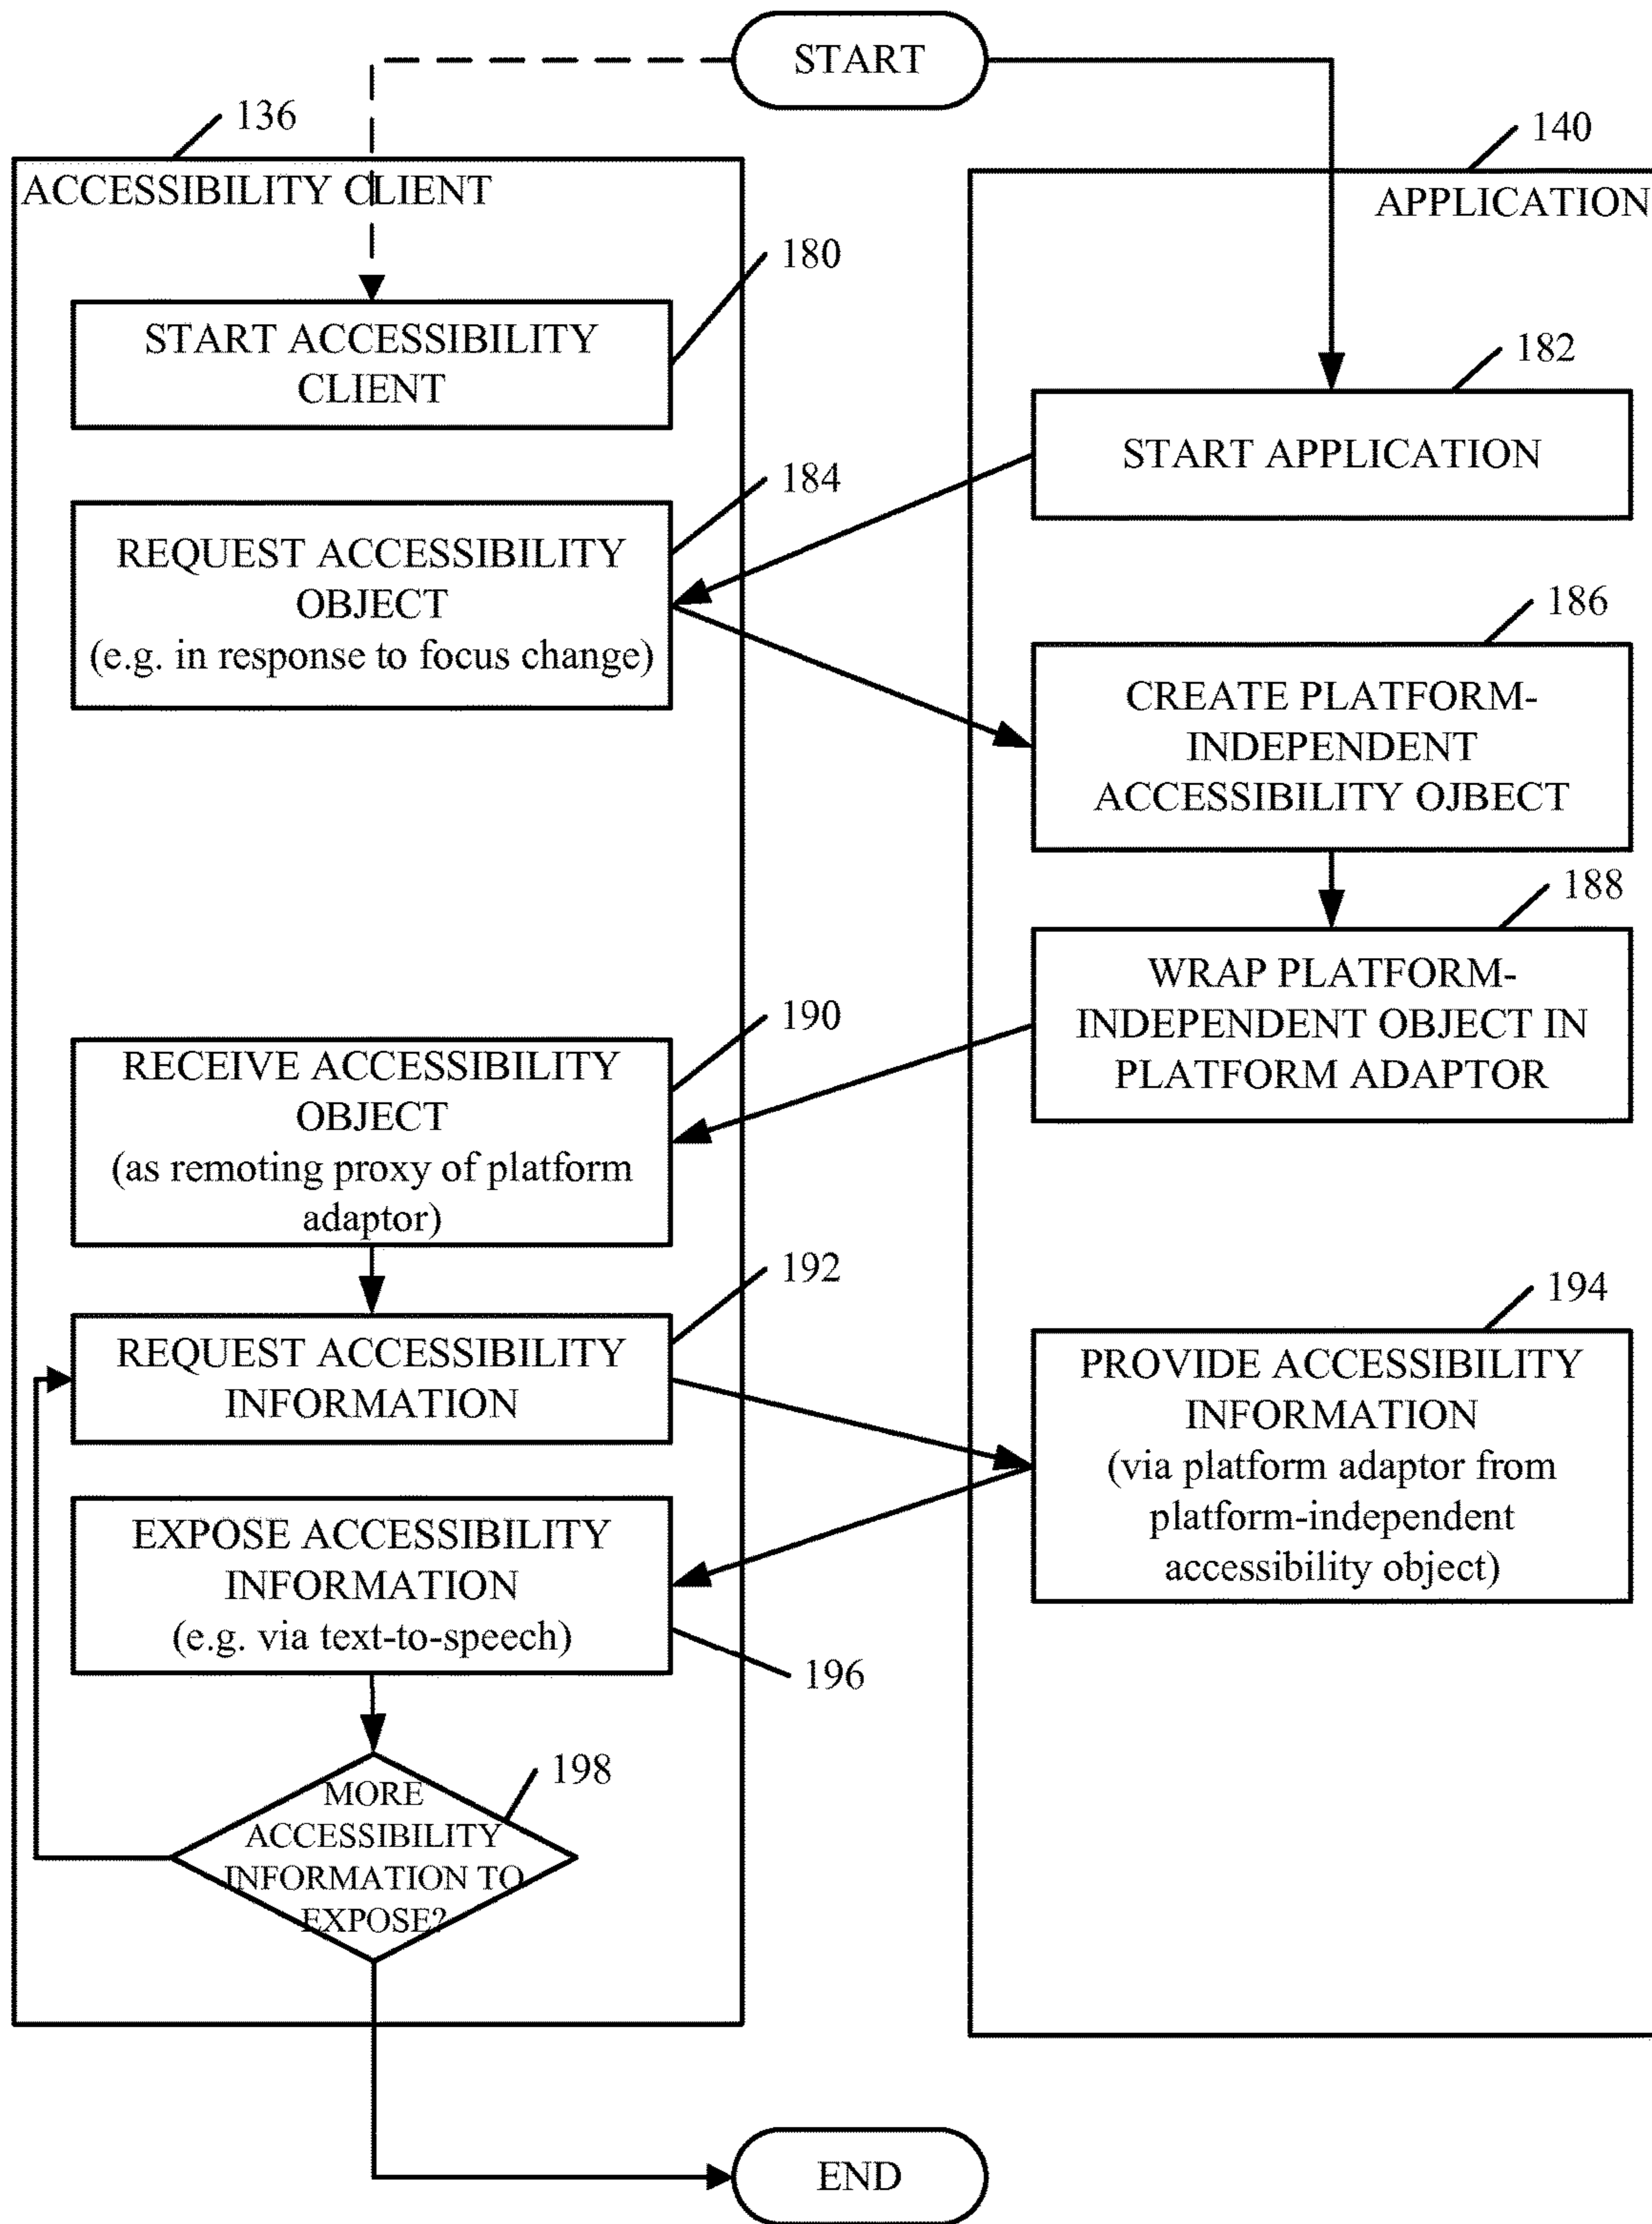 START
136
140
ACCESSIBILITY CLIENT
APPLICATION
180
START ACCESSIBILITY
CLIENT
182
START APPLICATION
184
REQUEST ACCESSIBILITY
OBJECT
(e.g. in response to focus change)
186
CREATE PLATFORM-
INDEPENDENT
ACCESSIBILITY OJBECT
188
WRAP PLATFORM-
INDEPENDENT OBJECT IN
PLATFORM ADAPTOR
190
RECEIVE ACCESSIBILITY
OBJECT
(as remoting proxy of platform
adaptor)
192
REQUEST ACCESSIBILITY
INFORMATION
194
PROVIDE ACCESSIBILITY
INFORMATION
(via platform adaptor from
platform-independent
accessibility object)
EXPOSE ACCESSIBILITY
INFORMATION
(e.g. via text-to-speech)
196
198
MORE
ACCESSIBILITY
INFORMATION TO
EXPOSE?
END